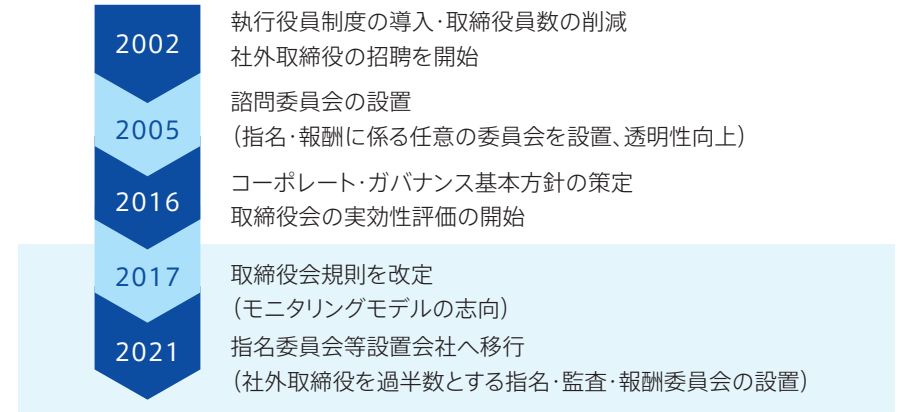 2002
執行役員制度の導入・取締役員数の削減
社外取締役の招聘を開始
2005
諮問委員会の設置
（指名・報酬に係る任意の委員会を設置、透明性向上）
2016
コーポレート・ガバナンス基本方針の策定
取締役会の実効性評価の開始
2017
取締役会規則を改定
（モニタリングモデルの志向）
2021
指名委員会等設置会社へ移行
（社外取締役を過半数とする指名・監査・報酬委員会の設置）